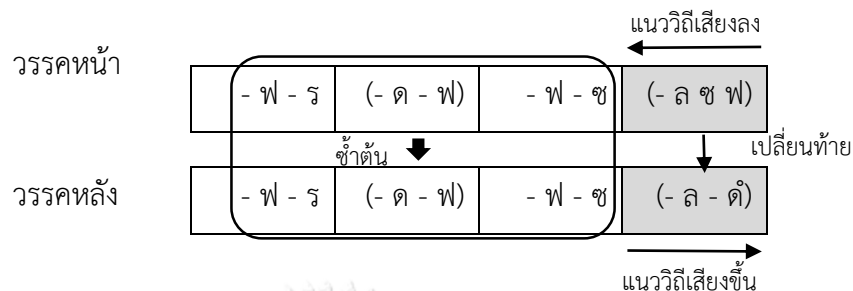 แนววิถีเสียงลง
วรรคหน้า
- ฟ - ร (- ด - ฟ) - ฟ - ซ (- ล ซ ฟ)
ซ้ำต้น เปลี่ยนท้าย
วรรคหลัง
- ฟ - ร (- ด - ฟ) - ฟ - ซ (- ล - ดํ)
แนววิถีเสียงขึ้น